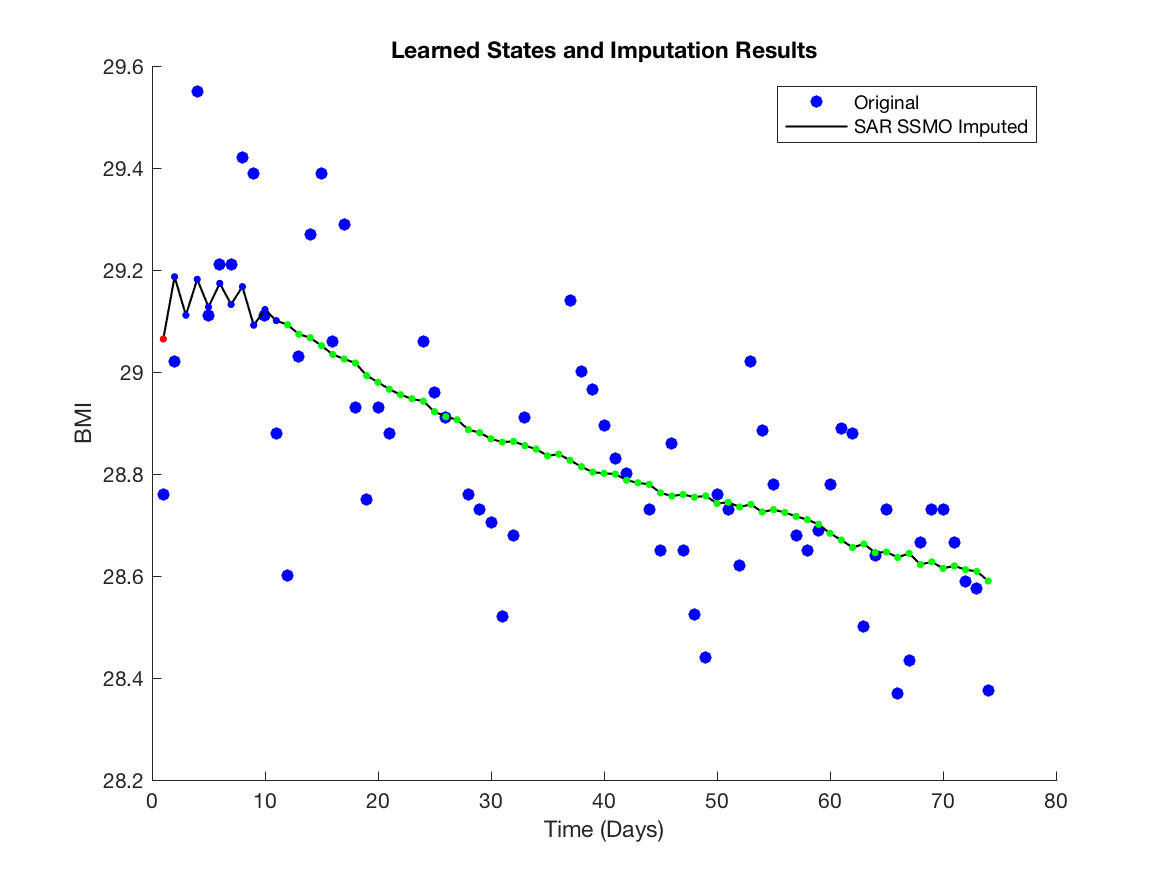 Learned States and Imputation Results
Original
SAR SSMO Imputed
29.6
29.4
29.2
29
28.8
28.6
28.4
28.2
BMI
0 10 20 30 40 50 60 70 80
Time (Days)